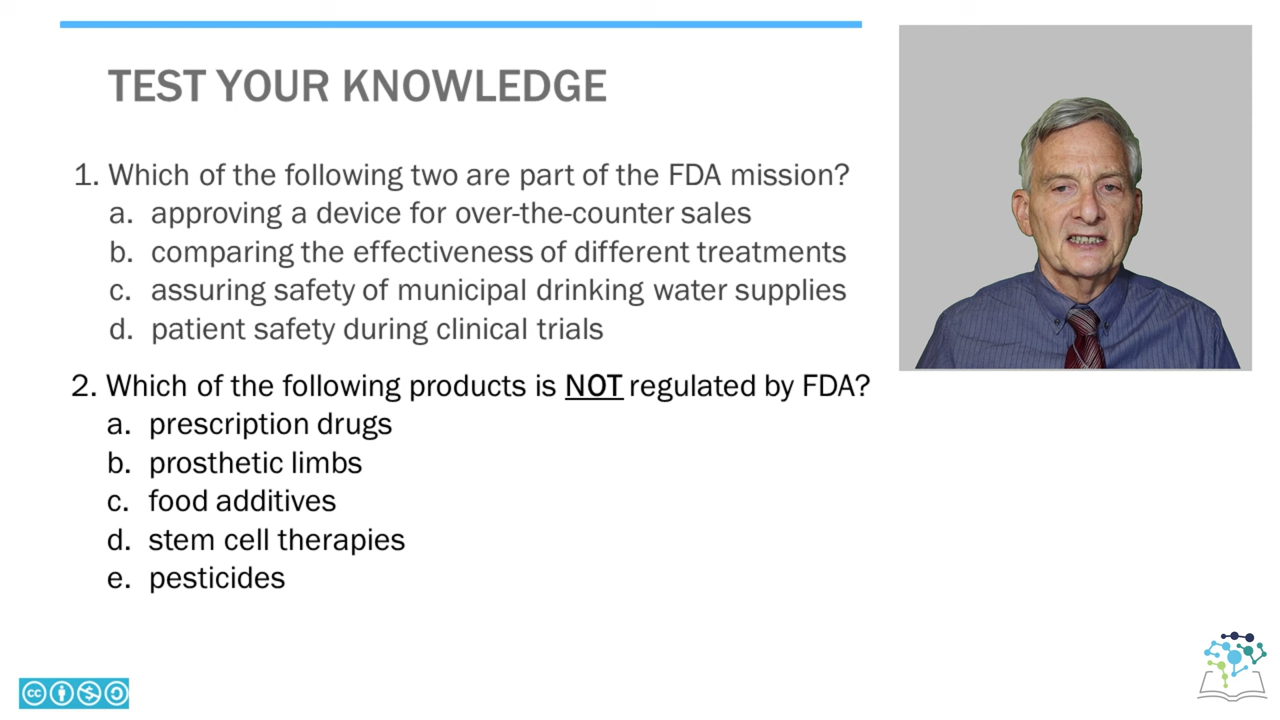 TEST YOUR KNOWLEDGE
1. Which of the following two are part of the FDA mission?
a. approving a device for over-the-counter sales
b. comparing the effectiveness of different treatments
c. assuring safety of municipal drinking water supplies
d. patient safety during clinical trials
2. Which of the following products is NOT regulated by FDA?
a. prescription drugs
b. prosthetic limbs
c. food additives
d. stem cell therapies
e. pesticides
cc